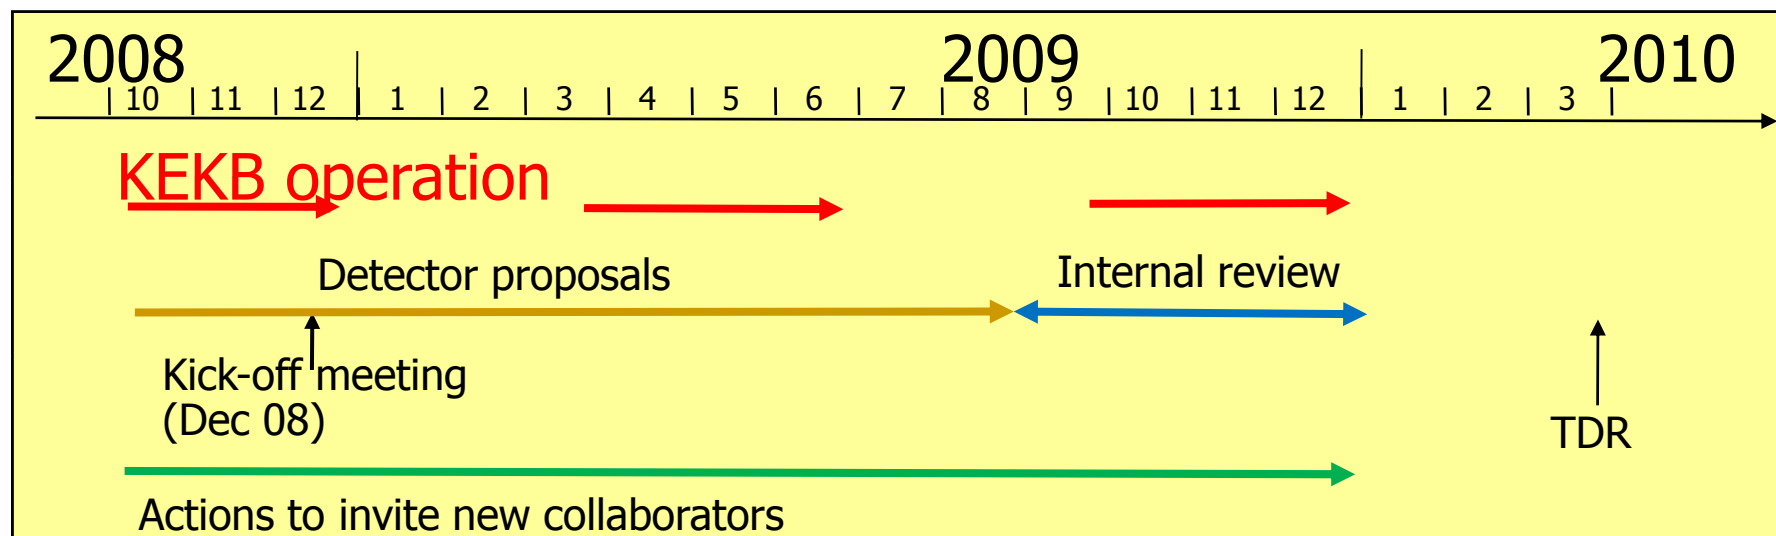 2008 2009 2010
10 11 12 1 2 3 4 5 6 7 8 9 10 11 12 1 2 3
KEKB operation
Detector proposals
Internal review
Kick-off meeting
(Dec 08)
TDR
Actions to invite new collaborators